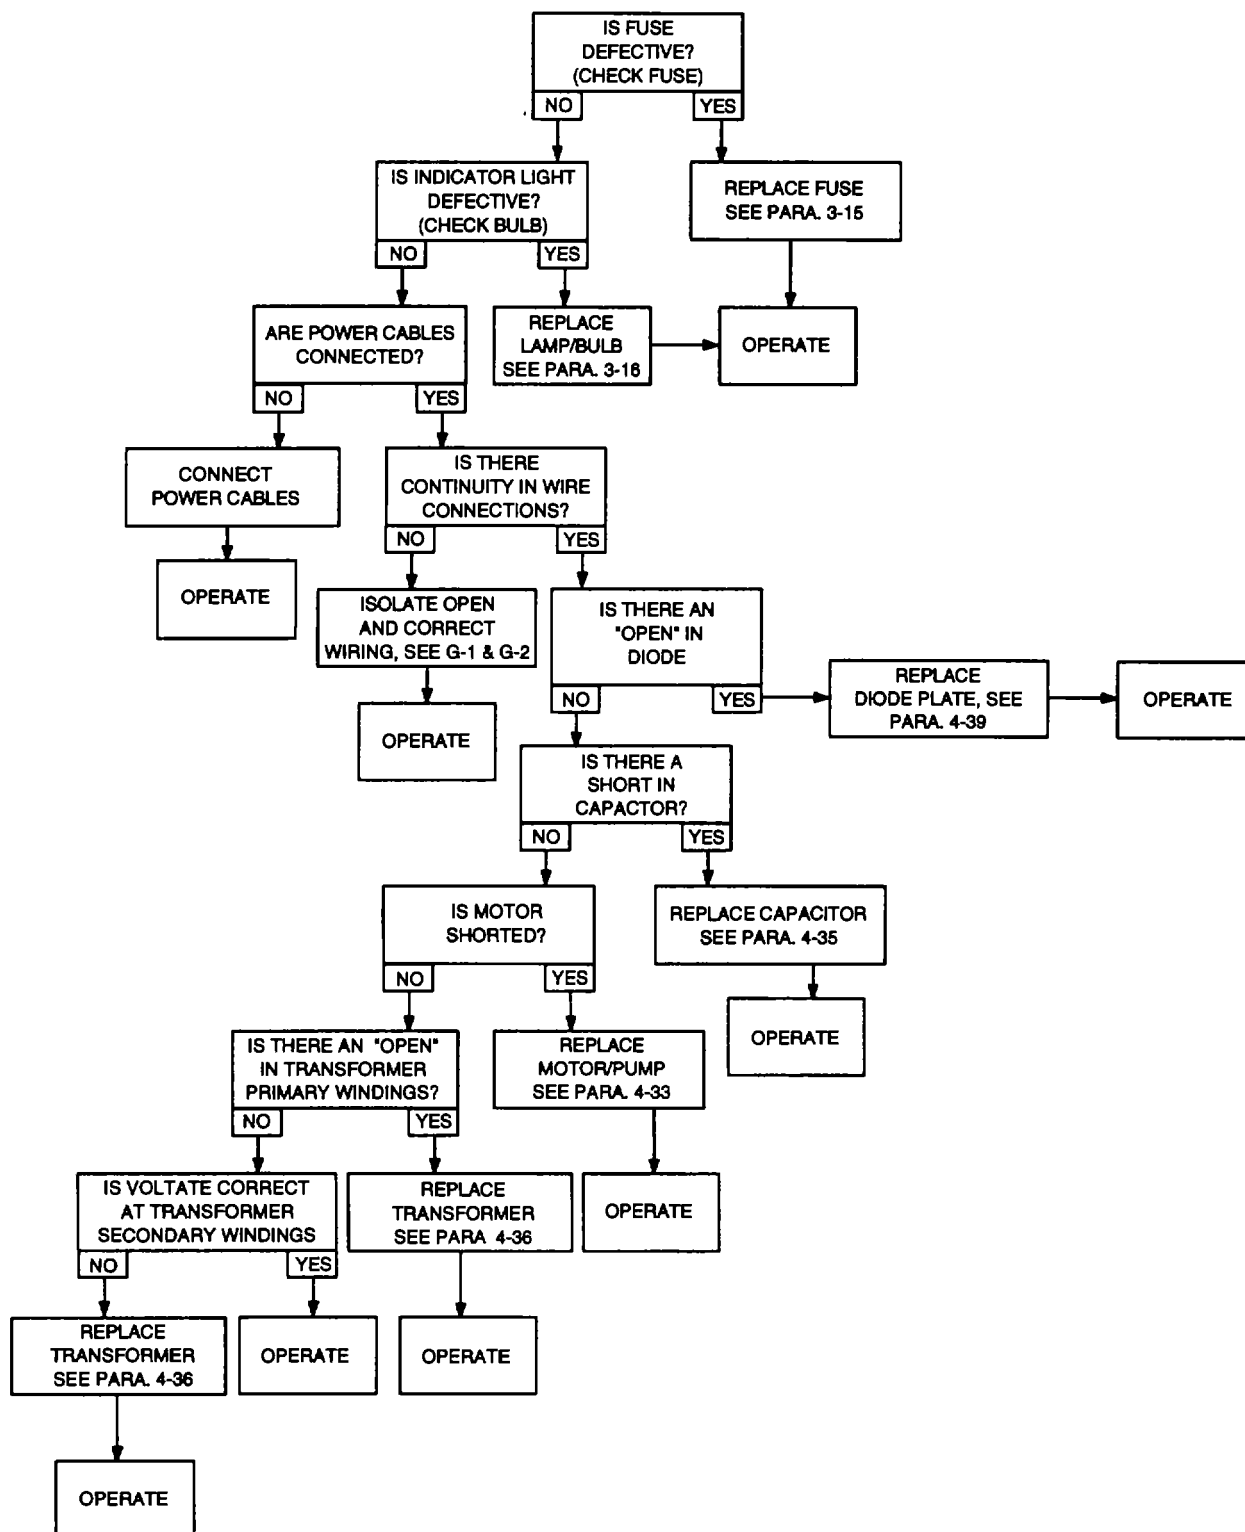 IS FUSE
DEFECTIVE?
(CHECK FUSE)
NO
YES
IS INDICATOR LIGHT
DEFECTIVE?
(CHECK BULB)
NO
YES
REPLACE FUSE
SEE PARA. 3-15
ARE POWER CABLES
CONNECTED?
NO
YES
REPLACE
LAMP/BULB
SEE PARA. 3-16
OPERATE
CONNECT
POWER CABLES
IS THERE
CONTINUITY IN WIRE
CONNECTIONS?
NO
YES
OPERATE
ISOLATE OPEN
AND CORRECT
WIRING, SEE G-1 & G-2
IS THERE AN
"OPEN" IN
DIODE
NO
YES
REPLACE
DIODE PLATE, SEE
PARA. 4-39
OPERATE
OPERATE
IS THERE A
SHORT IN
CAPACTOR?
NO
YES
IS MOTOR
SHORTED?
NO
YES
REPLACE CAPACITOR
SEE PARA. 4-35
OPERATE
IS THERE AN "OPEN"
IN TRANSFORMER
PRIMARY WINDINGS?
NO
YES
REPLACE
MOTOR/PUMP
SEE PARA. 4-33
IS VOLTATE CORRECT
AT TRANSFORMER
SECONDARY WINDINGS
NO
YES
REPLACE
TRANSFORMER
SEE PARA 4-36
OPERATE
REPLACE
TRANSFORMER
SEE PARA. 4-36
OPERATE
OPERATE
OPERATE